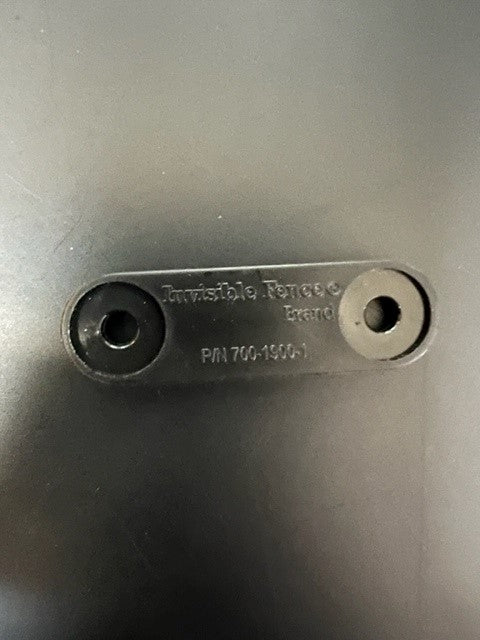 Invisible Fence®
Brand
P/N 700-1900-1